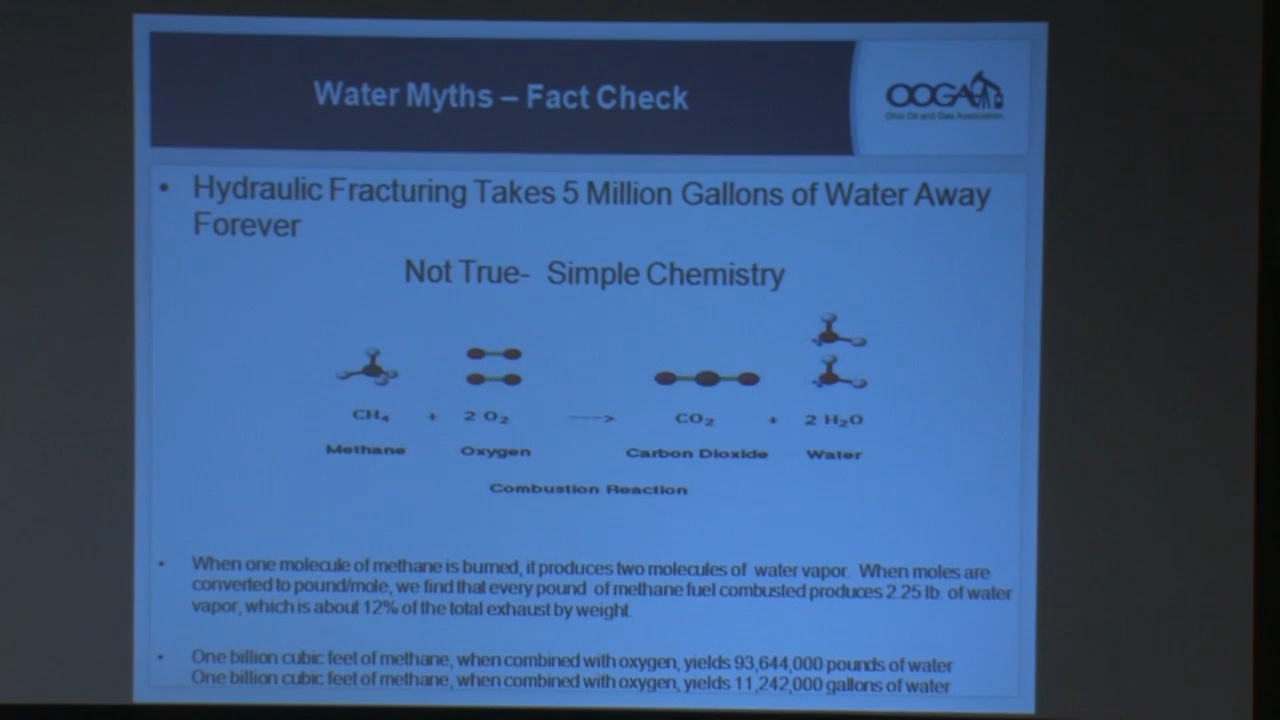 Water Myths – Fact Check
OOGA
Ohio Oil and Gas Association
• Hydraulic Fracturing Takes 5 Million Gallons of Water Away
Forever
Not True- Simple Chemistry
CH₄ + 2 O₂ ----> CO₂ + 2 H₂O
Methane Oxygen Carbon Dioxide Water
Combustion Reaction
• When one molecule of methane is burned, it produces two molecules of water vapor. When moles are
converted to pound/mole, we find that every pound of methane fuel combusted produces 2.25 lb. of water
vapor, which is about 12% of the total exhaust by weight.
• One billion cubic feet of methane, when combined with oxygen, yields 93,644,000 pounds of water
One billion cubic feet of methane, when combined with oxygen, yields 11,242,000 gallons of water